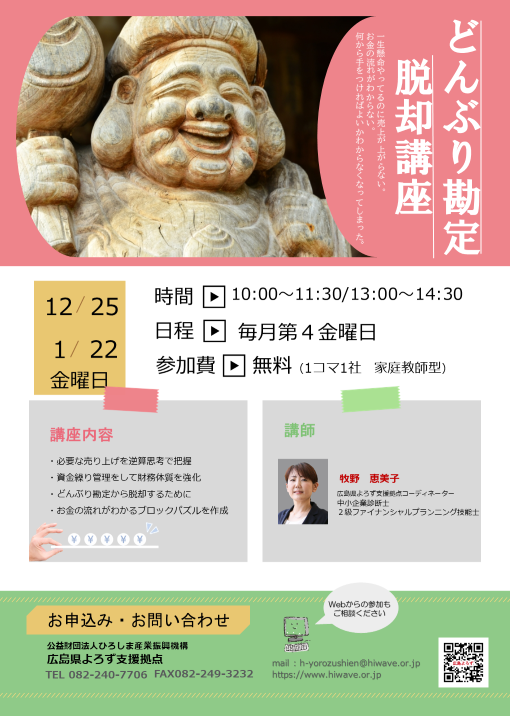 どんぶり勘定
脱却講座
一生懸命やってるのに売上が上がらない。
お金の流れがわからない。
何から手をつければよいかわからなくなってしまった。
12/25
1/22
金曜日
時間 ▶ 10:00～11:30/13:00～14:30
日程 ▶ 毎月第４金曜日
参加費 ▶ 無料 (1コマ1社 家庭教師型)
講座内容
・必要な売り上げを逆算思考で把握
・資金繰り管理をして財務体質を強化
・どんぶり勘定から脱却するために
・お金の流れがわかるブロックパズルを作成
¥ ¥ ¥ ¥ ¥
講師
牧野 恵美子
広島県よろず支援拠点コーディネーター
中小企業診断士
２級ファイナンシャルプランニング技能士
お申込み・お問い合わせ
公益財団法人ひろしま産業振興機構
広島県よろず支援拠点
TEL 082-240-7706 FAX082-249-3232
Webからの参加も
ご相談ください
mail : h-yorozushien@hiwave.or.jp
https://www.hiwave.or.jp
広島よろず